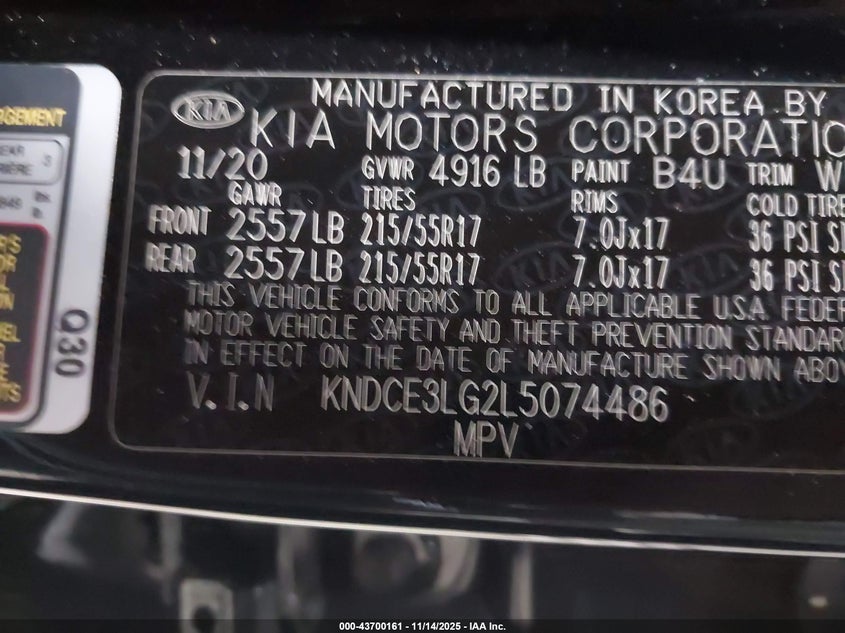 MANUFACTURED IN KOREA BY
KIA
KIA MOTORS CORPORATIO
11/20 GVWR 4916 LB PAINT B4U TRIM W
GAWR TIRES RIMS COLD TIRE
FRONT 2557LB 215/55R17 7.0Jx17 36 PSI
REAR 2557LB 215/55R17 7.0Jx17 36 PSI
THIS VEHICLE CONFORMS TO ALL APPLICABLE U.S.A. FEDER
MOTOR VEHICLE SAFETY AND THEFT PREVENTION STANDAR
IN EFFECT ON THE DATE OF MANUFACTURE SHOWN ABOV
V.I.N KNDCE3LG2L5074486
MPV
Q30
000-43700161 - 11/14/2025 - IAA Inc.